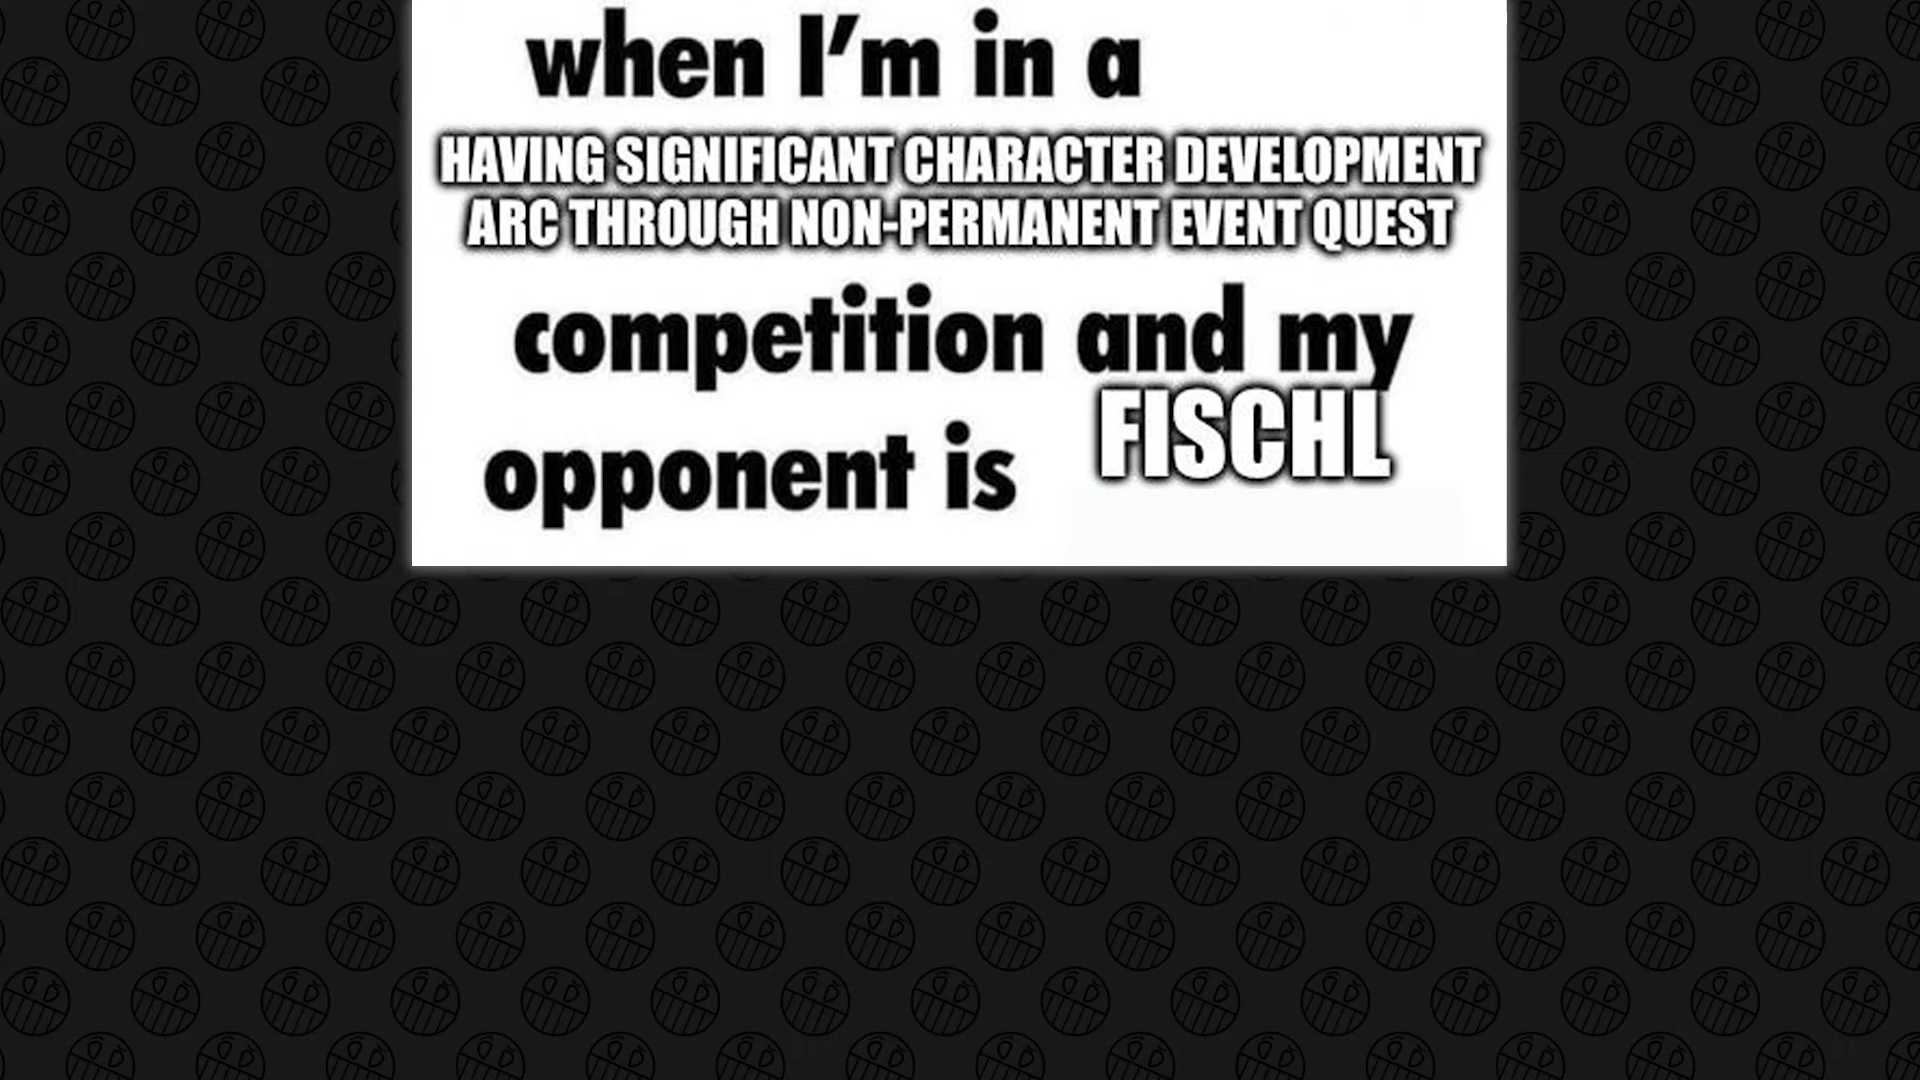 when I'm in a
HAVING SIGNIFICANT CHARACTER DEVELOPMENT
ARC THROUGH NON-PERMANENT EVENT QUEST
competition and my
FISCHL
opponent is